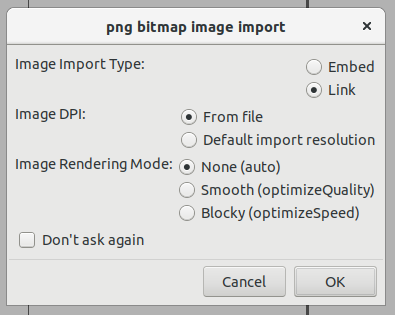 png bitmap image import
Image Import Type:
Embed
Link
Image DPI:
From file
Default import resolution
Image Rendering Mode:
None (auto)
Smooth (optimizeQuality)
Blocky (optimizeSpeed)
Don't ask again
Cancel
OK